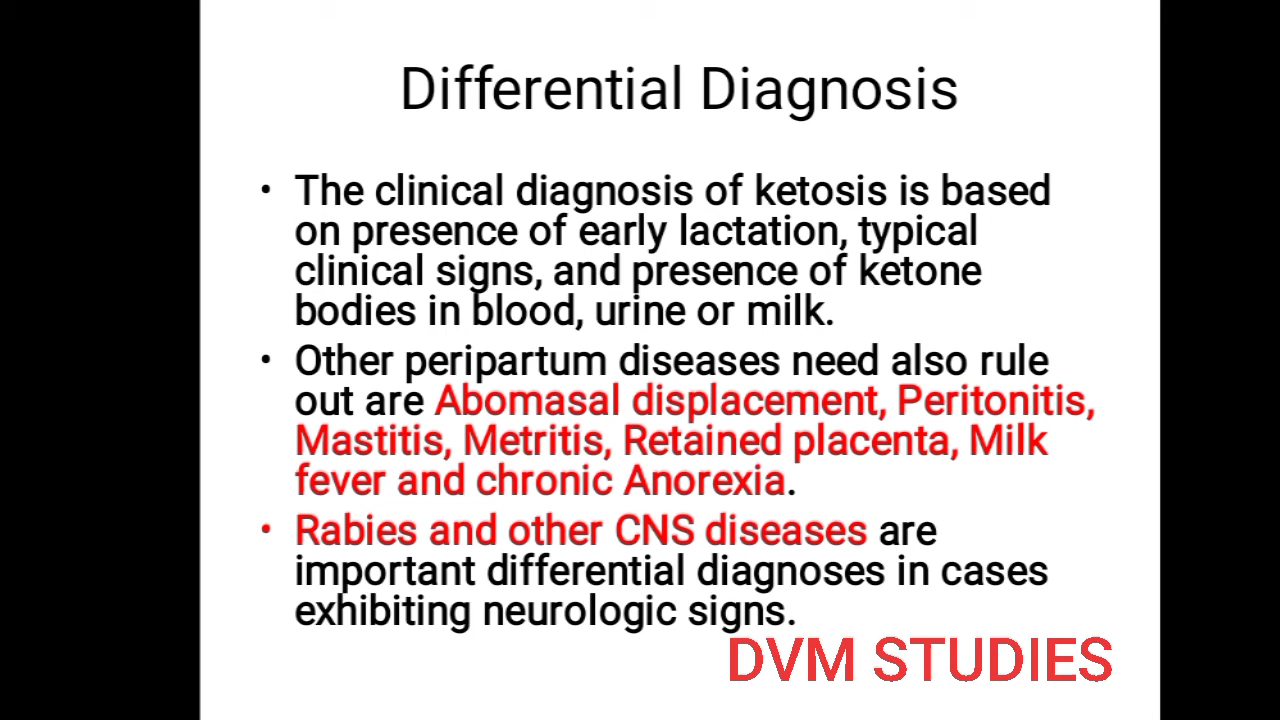 Differential Diagnosis
• The clinical diagnosis of ketosis is based
on presence of early lactation, typical
clinical signs, and presence of ketone
bodies in blood, urine or milk.
• Other peripartum diseases need also rule
out are Abomasal displacement, Peritonitis,
Mastitis, Metritis, Retained placenta, Milk
fever and chronic Anorexia.
• Rabies and other CNS diseases are
important differential diagnoses in cases
exhibiting neurologic signs.
DVM STUDIES